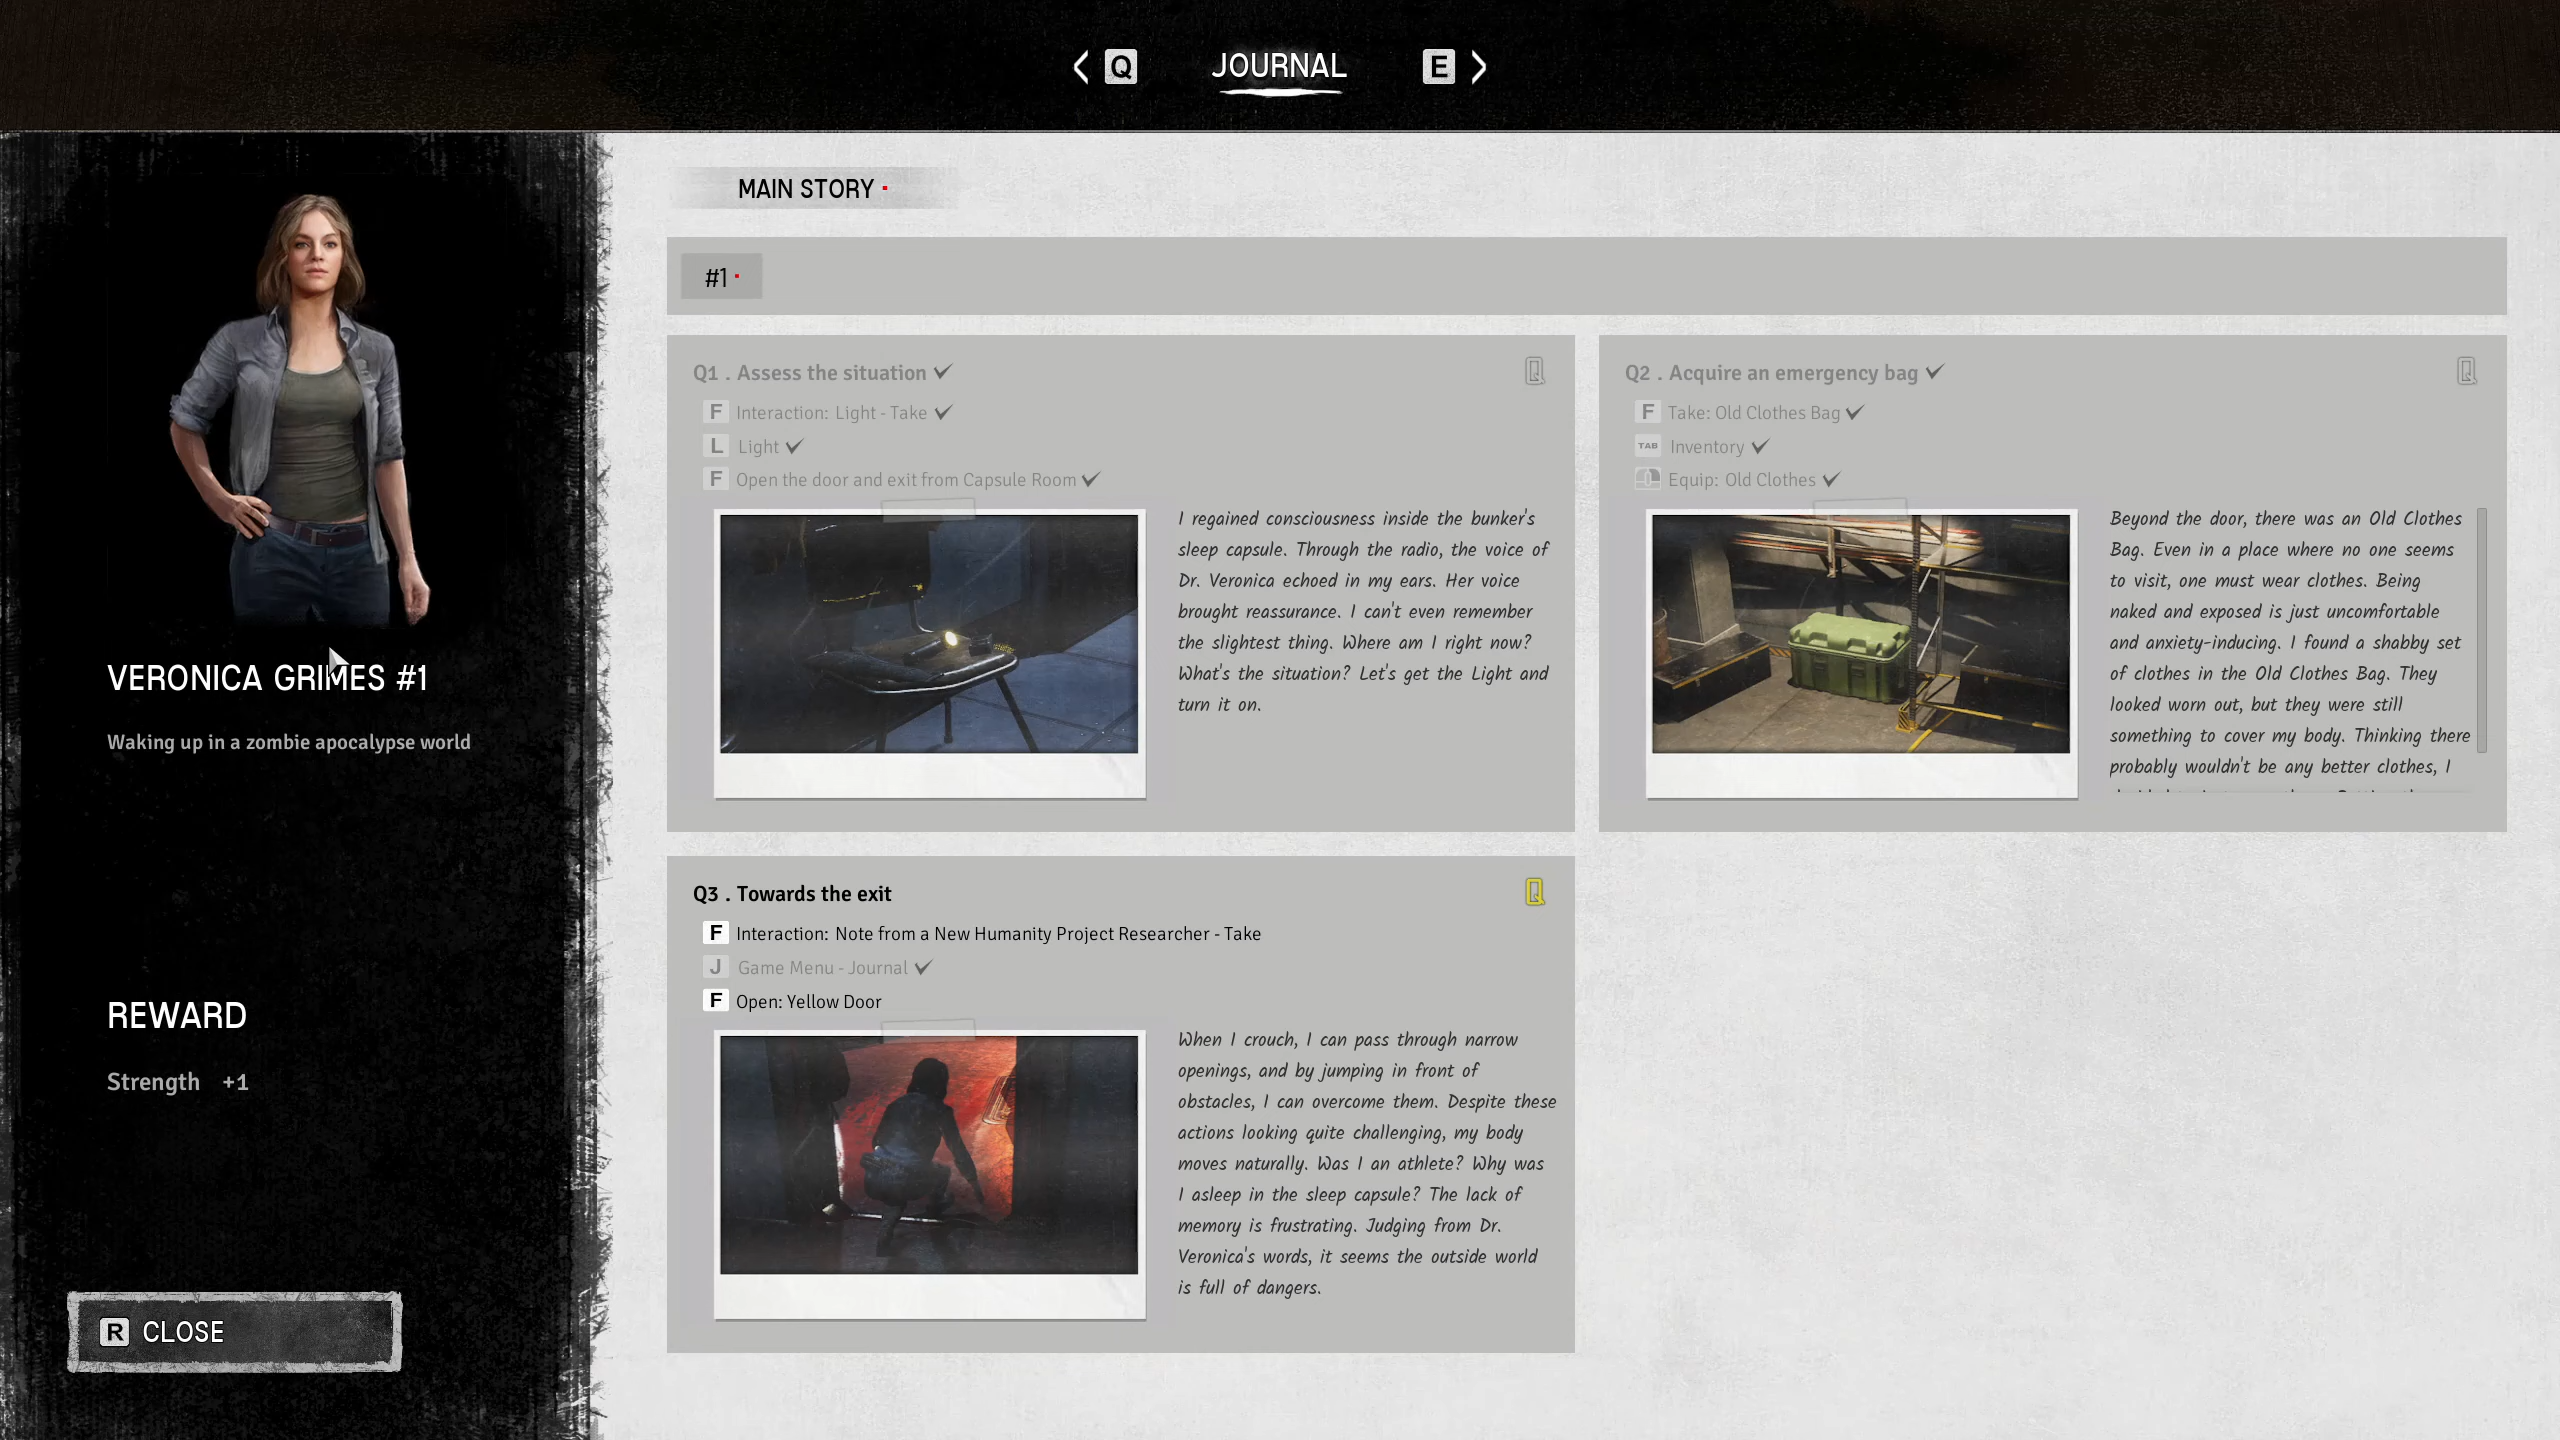 Q JOURNAL E
VERONICA GRIMES #1
Waking up in a zombie apocalypse world
REWARD
Strength +1
R CLOSE
MAIN STORY
#1
Q1 . Assess the situation
F Interaction: Light - Take
L Light
F Open the door and exit from Capsule Room
I regained consciousness inside the bunker's
sleep capsule. Through the radio, the voice of
Dr. Veronica echoed in my ears. Her voice
brought reassurance. I can't even remember
the slightest thing. Where am I right now?
What's the situation? Let's get the Light and
turn it on.
Q2 . Acquire an emergency bag
F Take: Old Clothes Bag
TAB Inventory
Equip: Old Clothes
Beyond the door, there was an Old Clothes
Bag. Even in a place where no one seems
to visit, one must wear clothes. Being
naked and exposed is just uncomfortable
and anxiety-inducing. I found a shabby set
of clothes in the Old Clothes Bag. They
looked worn out, but they were still
something to cover my body. Thinking there
probably wouldn't be any better clothes, I
Q3 . Towards the exit
F Interaction: Note from a New Humanity Project Researcher - Take
J Game Menu - Journal
F Open: Yellow Door
When I crouch, I can pass through narrow
openings, and by jumping in front of
obstacles, I can overcome them. Despite these
actions looking quite challenging, my body
moves naturally. Was I an athlete? Why was
I asleep in the sleep capsule? The lack of
memory is frustrating. Judging from Dr.
Veronica's words, it seems the outside world
is full of dangers.